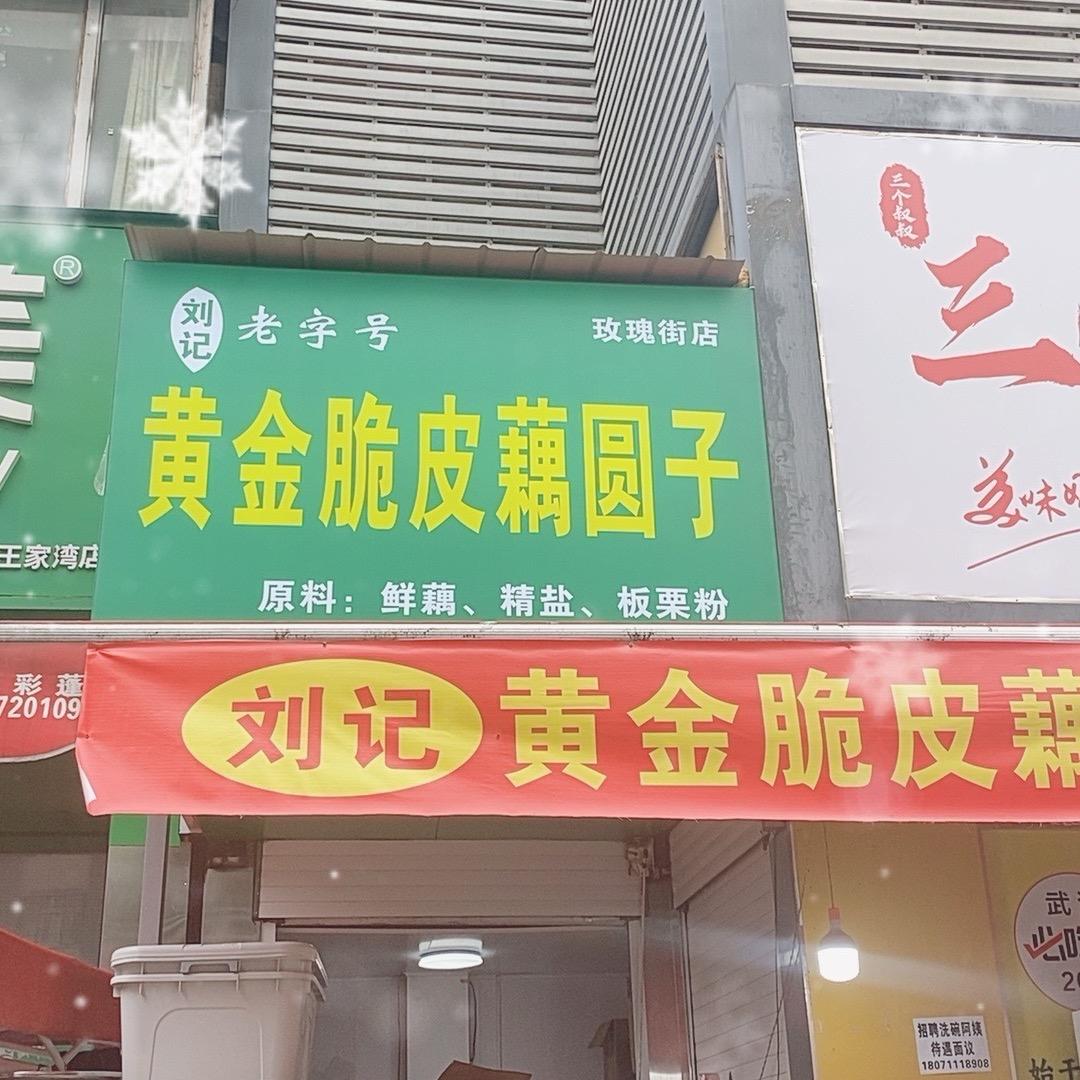 刘记
老字号
玫瑰街店
黄金脆皮藕圆子
原料：鲜藕、精盐、板栗粉
刘记 黄金脆皮藕
王家湾店
彩蓬
720109
三个叔叔
三
美味
招聘洗碗阿姨
待遇面议
18071118908